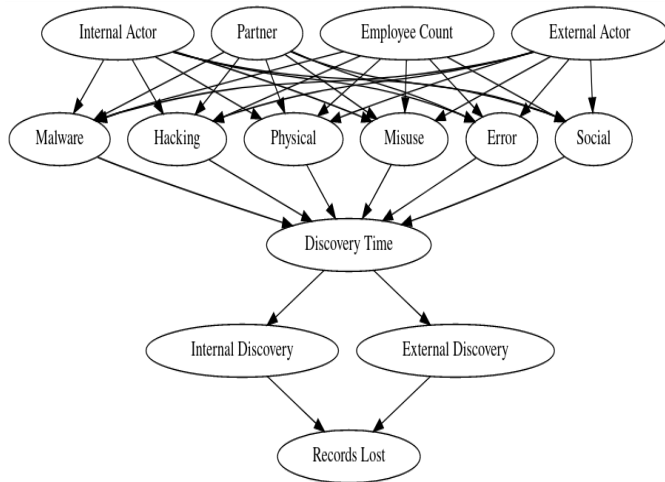 Internal Actor
Partner
Employee Count
External Actor
Malware
Hacking
Physical
Misuse
Error
Social
Discovery Time
Internal Discovery
External Discovery
Records Lost